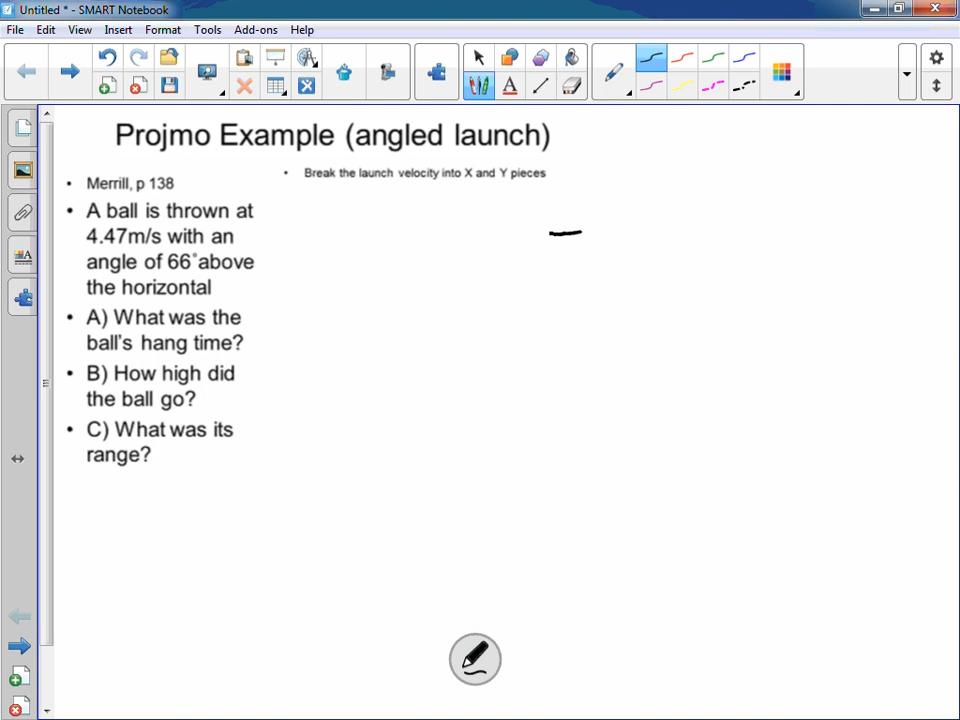 Untitled * - SMART Notebook
File Edit View Insert Format Tools Add-ons Help
Projmo Example (angled launch)
• Break the launch velocity into X and Y pieces
• Merrill, p 138
• A ball is thrown at
4.47m/s with an
angle of 66˚above
the horizontal
• A) What was the
ball's hang time?
• B) How high did
the ball go?
• C) What was its
range?